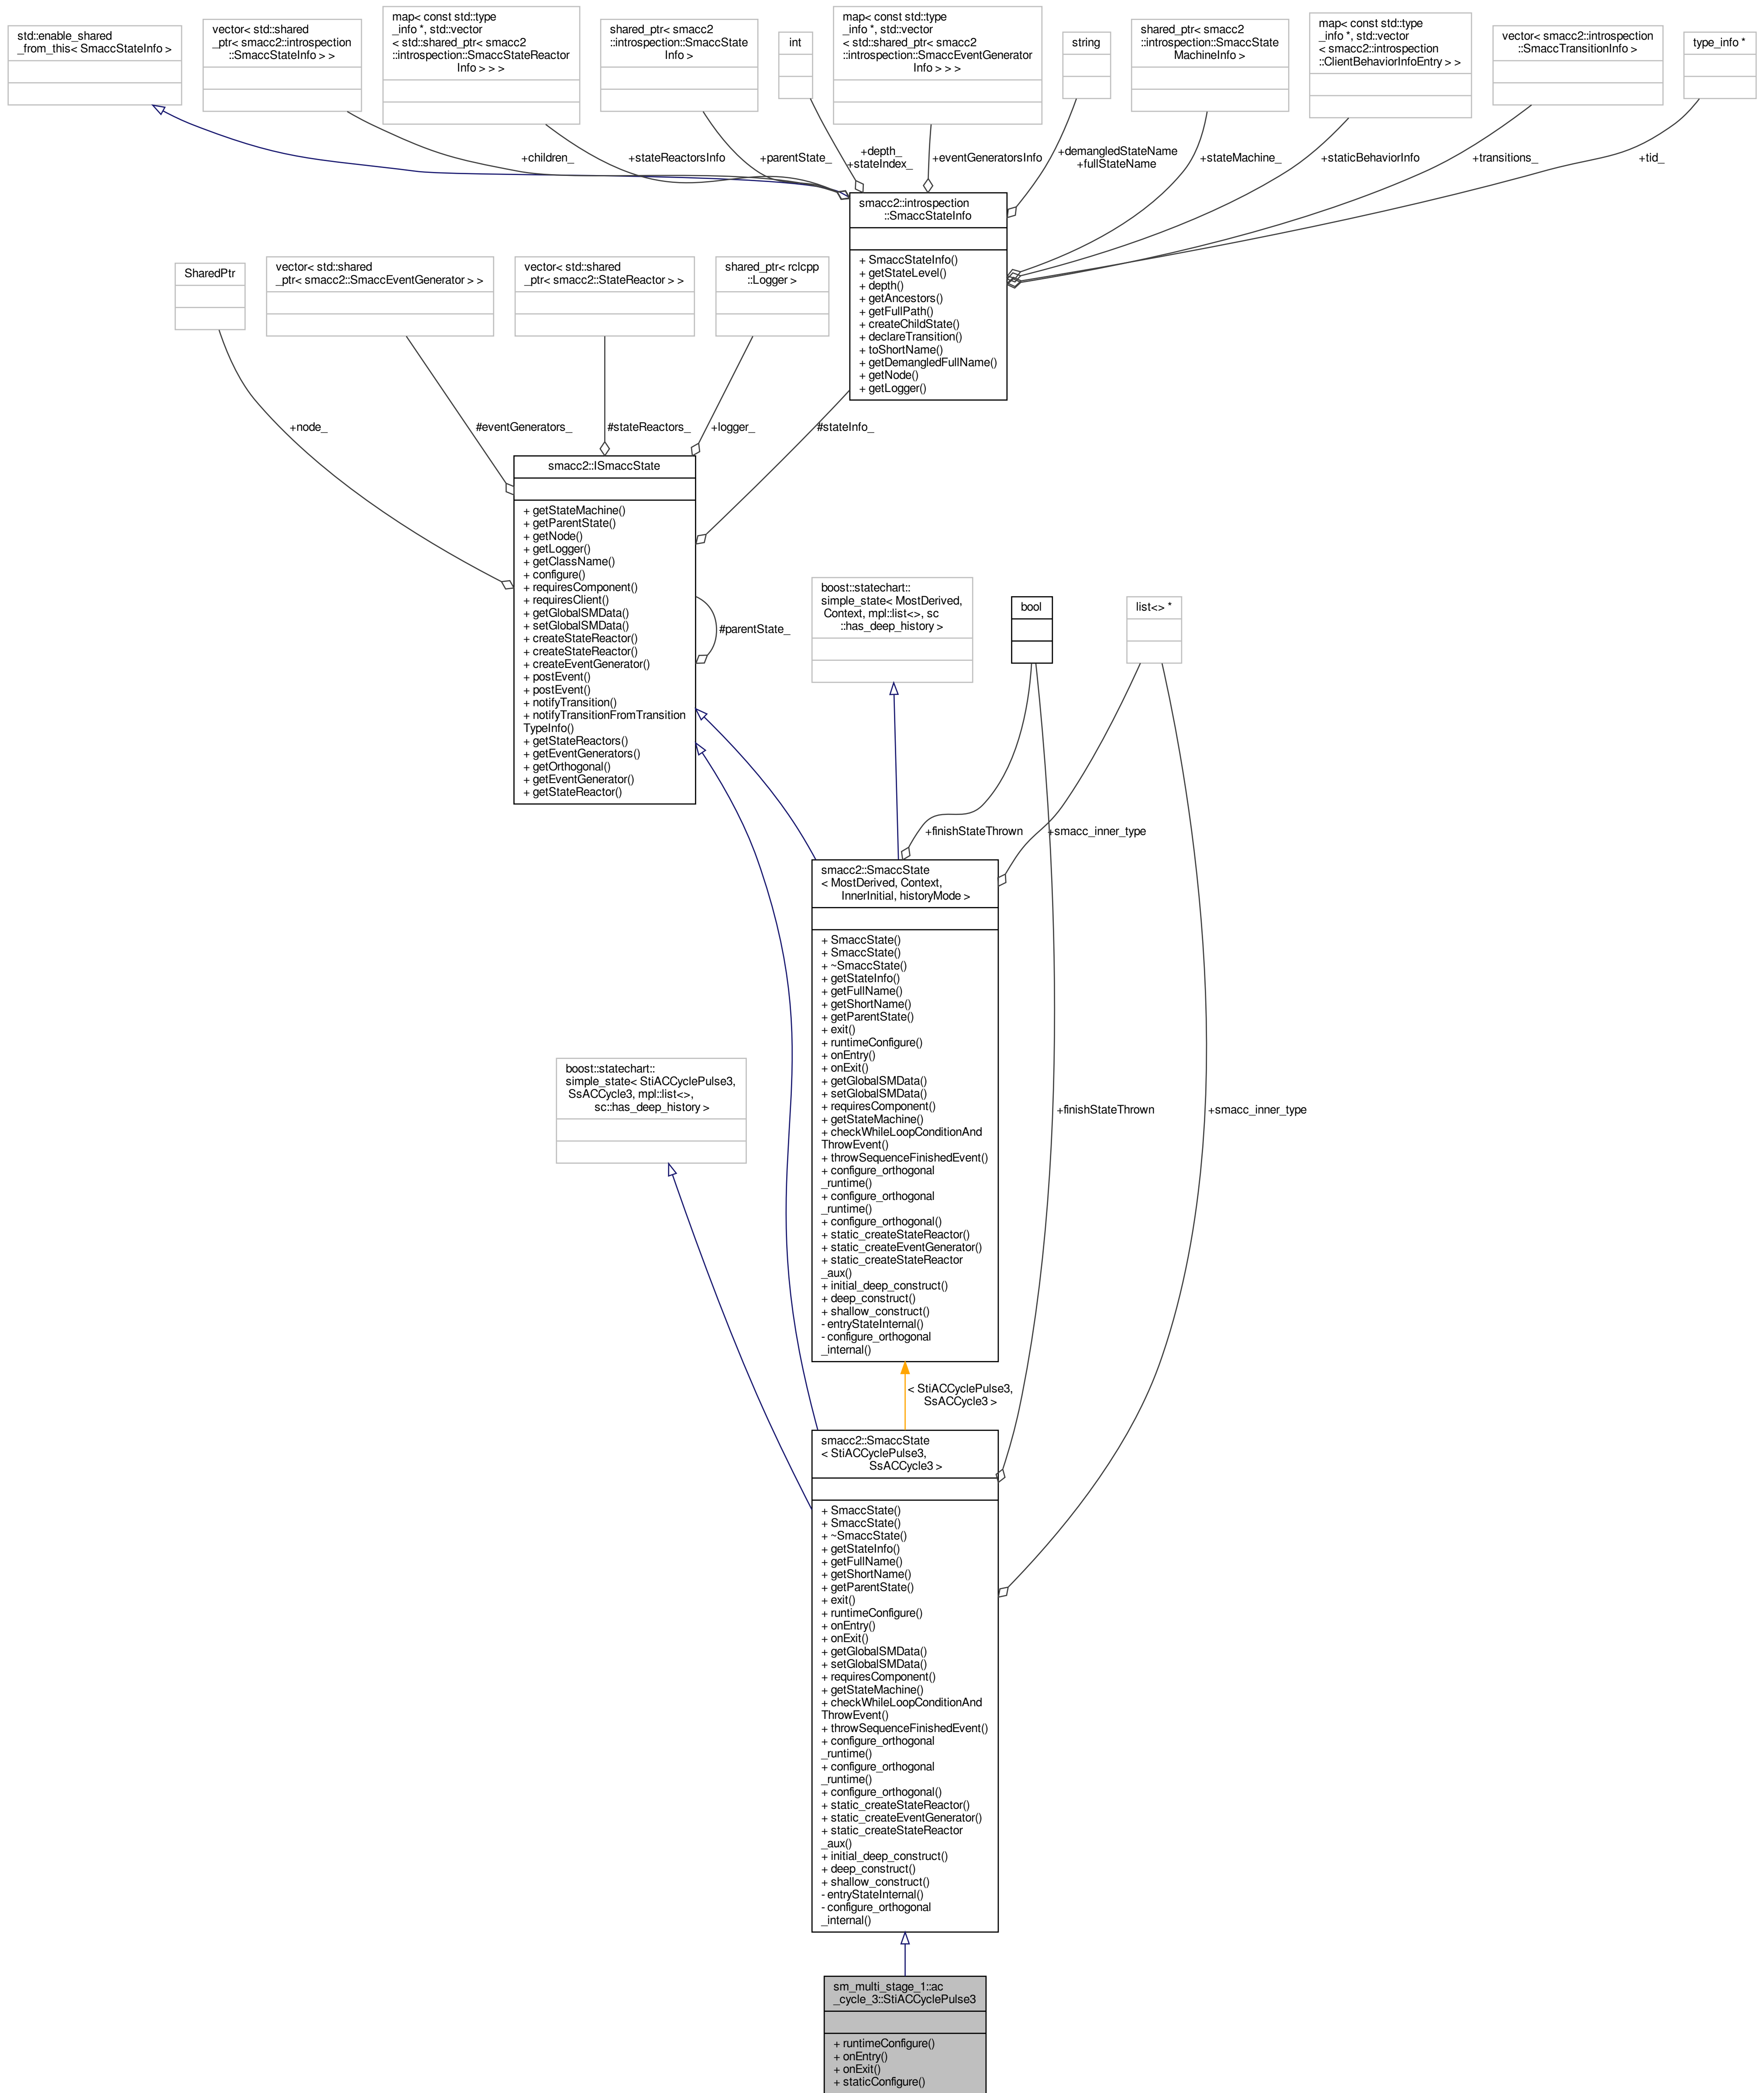 std::enable_shared
_from_this< SmaccStateInfo >
vector< std::shared
_ptr< smacc2::introspection
::SmaccStateInfo > >
map< const std::type
_info *, std::vector
< std::shared_ptr< smacc2
::introspection::SmaccStateReactor
Info > > >
shared_ptr< smacc2
::introspection::SmaccState
Info >
int
map< const std::type
_info *, std::vector
< std::shared_ptr< smacc2
::introspection::SmaccEventGenerator
Info > > >
string
shared_ptr< smacc2
::introspection::SmaccState
MachineInfo >
map< const std::type
_info *, std::vector
< smacc2::introspection
::ClientBehaviorInfoEntry > >
vector< smacc2::introspection
::SmaccTransitionInfo >
type_info *
+children_
+stateReactorsInfo
+parentState_
+depth_
+stateIndex_
+eventGeneratorsInfo
+demangledStateName
+fullStateName
+stateMachine_
+staticBehaviorInfo
+transitions_
+tid_
smacc2::introspection
::SmaccStateInfo
+ SmaccStateInfo()
+ getStateLevel()
+ depth()
+ getAncestors()
+ getFullPath()
+ createChildState()
+ declareTransition()
+ toShortName()
+ getDemangledFullName()
+ getNode()
+ getLogger()
SharedPtr
vector< std::shared
_ptr< smacc2::SmaccEventGenerator > >
vector< std::shared
_ptr< smacc2::StateReactor > >
shared_ptr< rclcpp
::Logger >
+node_
#eventGenerators_
#stateReactors_
+logger_
#stateInfo_
smacc2::ISmaccState
+ getStateMachine()
+ getParentState()
+ getNode()
+ getLogger()
+ getClassName()
+ configure()
+ requiresComponent()
+ requiresClient()
+ getGlobalSMData()
+ setGlobalSMData()
+ createStateReactor()
+ createStateReactor()
+ createEventGenerator()
+ postEvent()
+ postEvent()
+ notifyTransition()
+ notifyTransitionFromTransition
TypeInfo()
+ getStateReactors()
+ getEventGenerators()
+ getOrthogonal()
+ getEventGenerator()
+ getStateReactor()
#parentState_
boost::statechart::
simple_state< MostDerived,
Context, mpl::list<>, sc
::has_deep_history >
bool
list<> *
+finishStateThrown
+smacc_inner_type
smacc2::SmaccState
< MostDerived, Context,
InnerInitial, historyMode >
+ SmaccState()
+ SmaccState()
+ ~SmaccState()
+ getStateInfo()
+ getFullName()
+ getShortName()
+ getParentState()
+ exit()
+ runtimeConfigure()
+ onEntry()
+ onExit()
+ getGlobalSMData()
+ setGlobalSMData()
+ requiresComponent()
+ getStateMachine()
+ checkWhileLoopConditionAnd
ThrowEvent()
+ throwSequenceFinishedEvent()
+ configure_orthogonal
_runtime()
+ configure_orthogonal
_runtime()
+ configure_orthogonal()
+ static_createStateReactor()
+ static_createEventGenerator()
+ static_createStateReactor
_aux()
+ initial_deep_construct()
+ deep_construct()
+ shallow_construct()
- entryStateInternal()
- configure_orthogonal
_internal()
boost::statechart::
simple_state< StiACCyclePulse3,
SsACCycle3, mpl::list<>,
sc::has_deep_history >
+finishStateThrown
+smacc_inner_type
< StiACCyclePulse3,
SsACCycle3 >
smacc2::SmaccState
< StiACCyclePulse3,
SsACCycle3 >
+ SmaccState()
+ SmaccState()
+ ~SmaccState()
+ getStateInfo()
+ getFullName()
+ getShortName()
+ getParentState()
+ exit()
+ runtimeConfigure()
+ onEntry()
+ onExit()
+ getGlobalSMData()
+ setGlobalSMData()
+ requiresComponent()
+ getStateMachine()
+ checkWhileLoopConditionAnd
ThrowEvent()
+ throwSequenceFinishedEvent()
+ configure_orthogonal
_runtime()
+ configure_orthogonal
_runtime()
+ configure_orthogonal()
+ static_createStateReactor()
+ static_createEventGenerator()
+ static_createStateReactor
_aux()
+ initial_deep_construct()
+ deep_construct()
+ shallow_construct()
- entryStateInternal()
- configure_orthogonal
_internal()
sm_multi_stage_1::ac
_cycle_3::StiACCyclePulse3
+ runtimeConfigure()
+ onEntry()
+ onExit()
+ staticConfigure()